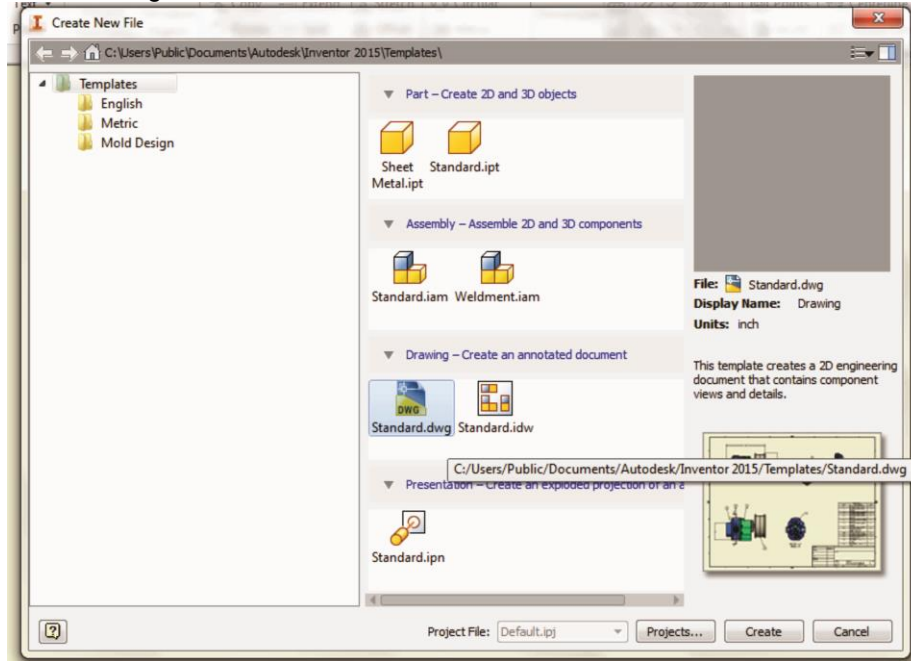 Create New File
C:\Users\Public\Documents\Autodesk\Inventor 2015\Templates\
Templates
English
Metric
Mold Design
Part – Create 2D and 3D objects
Sheet Metal.ipt
Standard.ipt
Assembly – Assemble 2D and 3D components
Standard.iam
Weldment.iam
Drawing – Create an annotated document
DWG
Standard.dwg
Standard.idw
C:/Users/Public/Documents/Autodesk/Inventor 2015/Templates/Standard.dwg
Presentation – Create an exploded projection of an a
Standard.ipn
File: Standard.dwg
Display Name: Drawing
Units: inch
This template creates a 2D engineering
document that contains component
views and details.
Project File: Default.ipj
Projects...
Create
Cancel